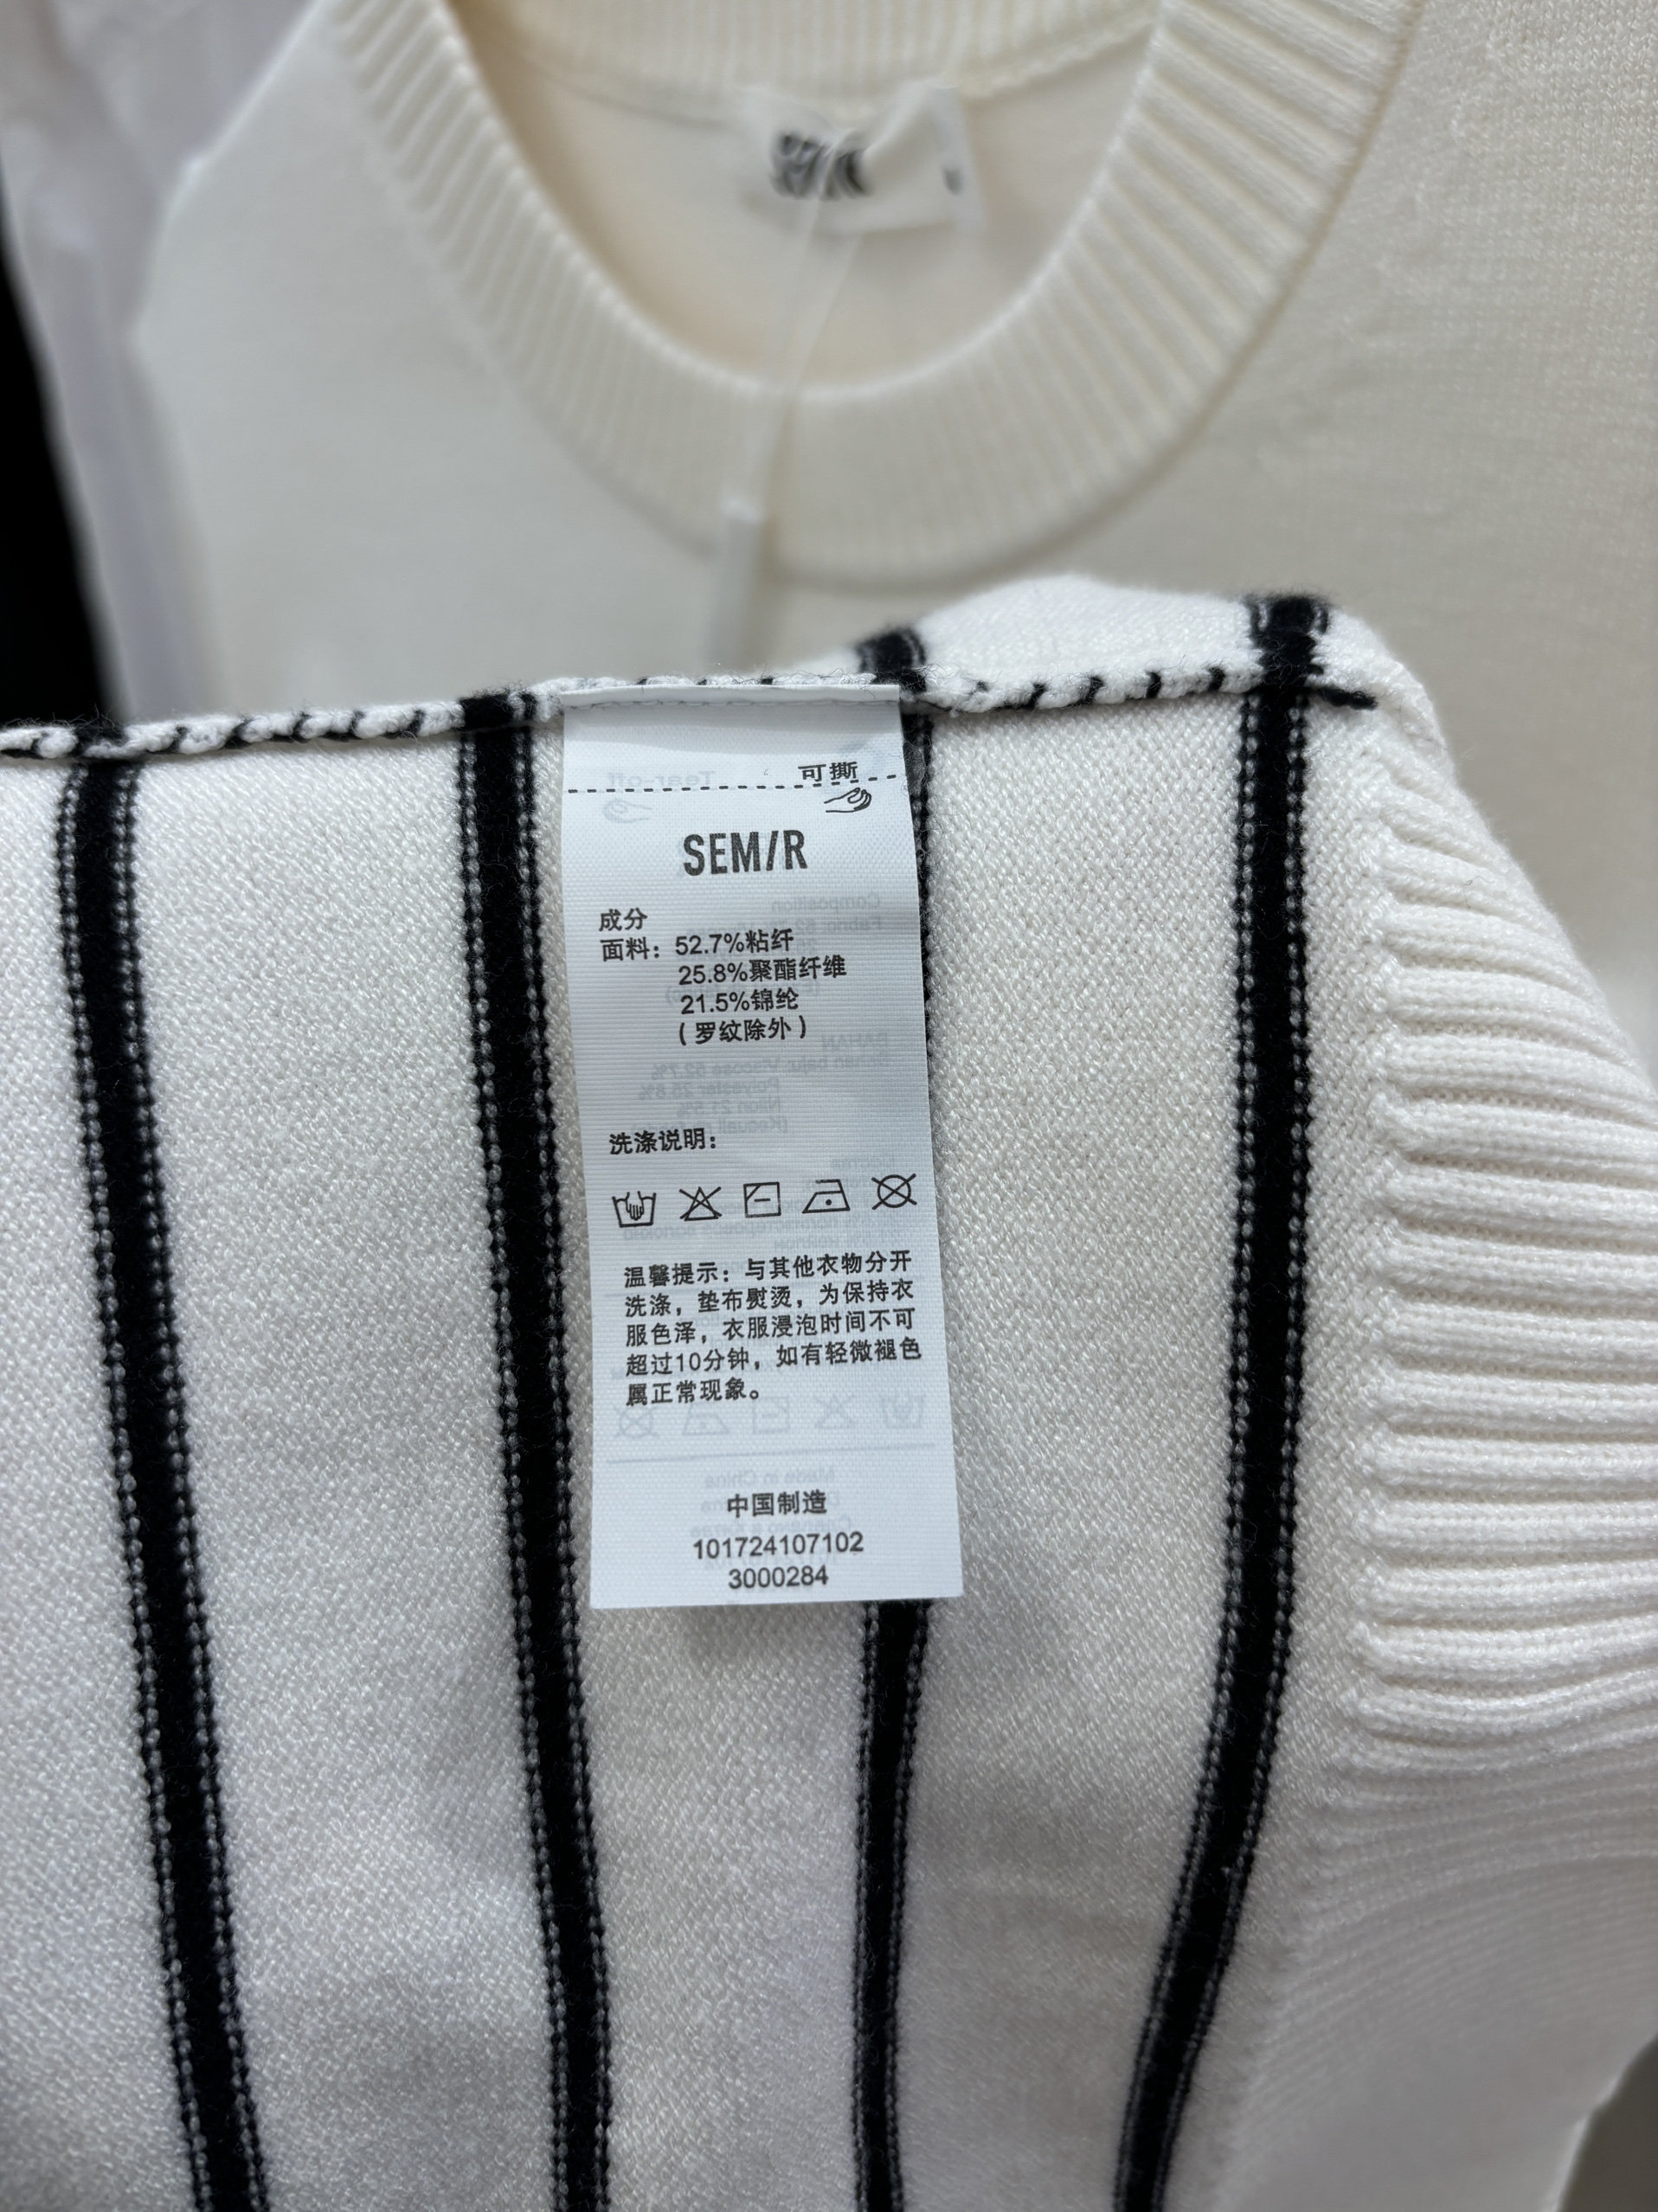 可撕
SEM/R
成分
面料：52.7%粘纤
25.8%聚酯纤维
21.5%锦纶
（罗纹除外）
洗涤说明：
温馨提示：与其他衣物分开
洗涤，垫布熨烫，为保持衣
服色泽，衣服浸泡时间不可
超过10分钟，如有轻微褪色
属正常现象。
中国制造
101724107102
3000284